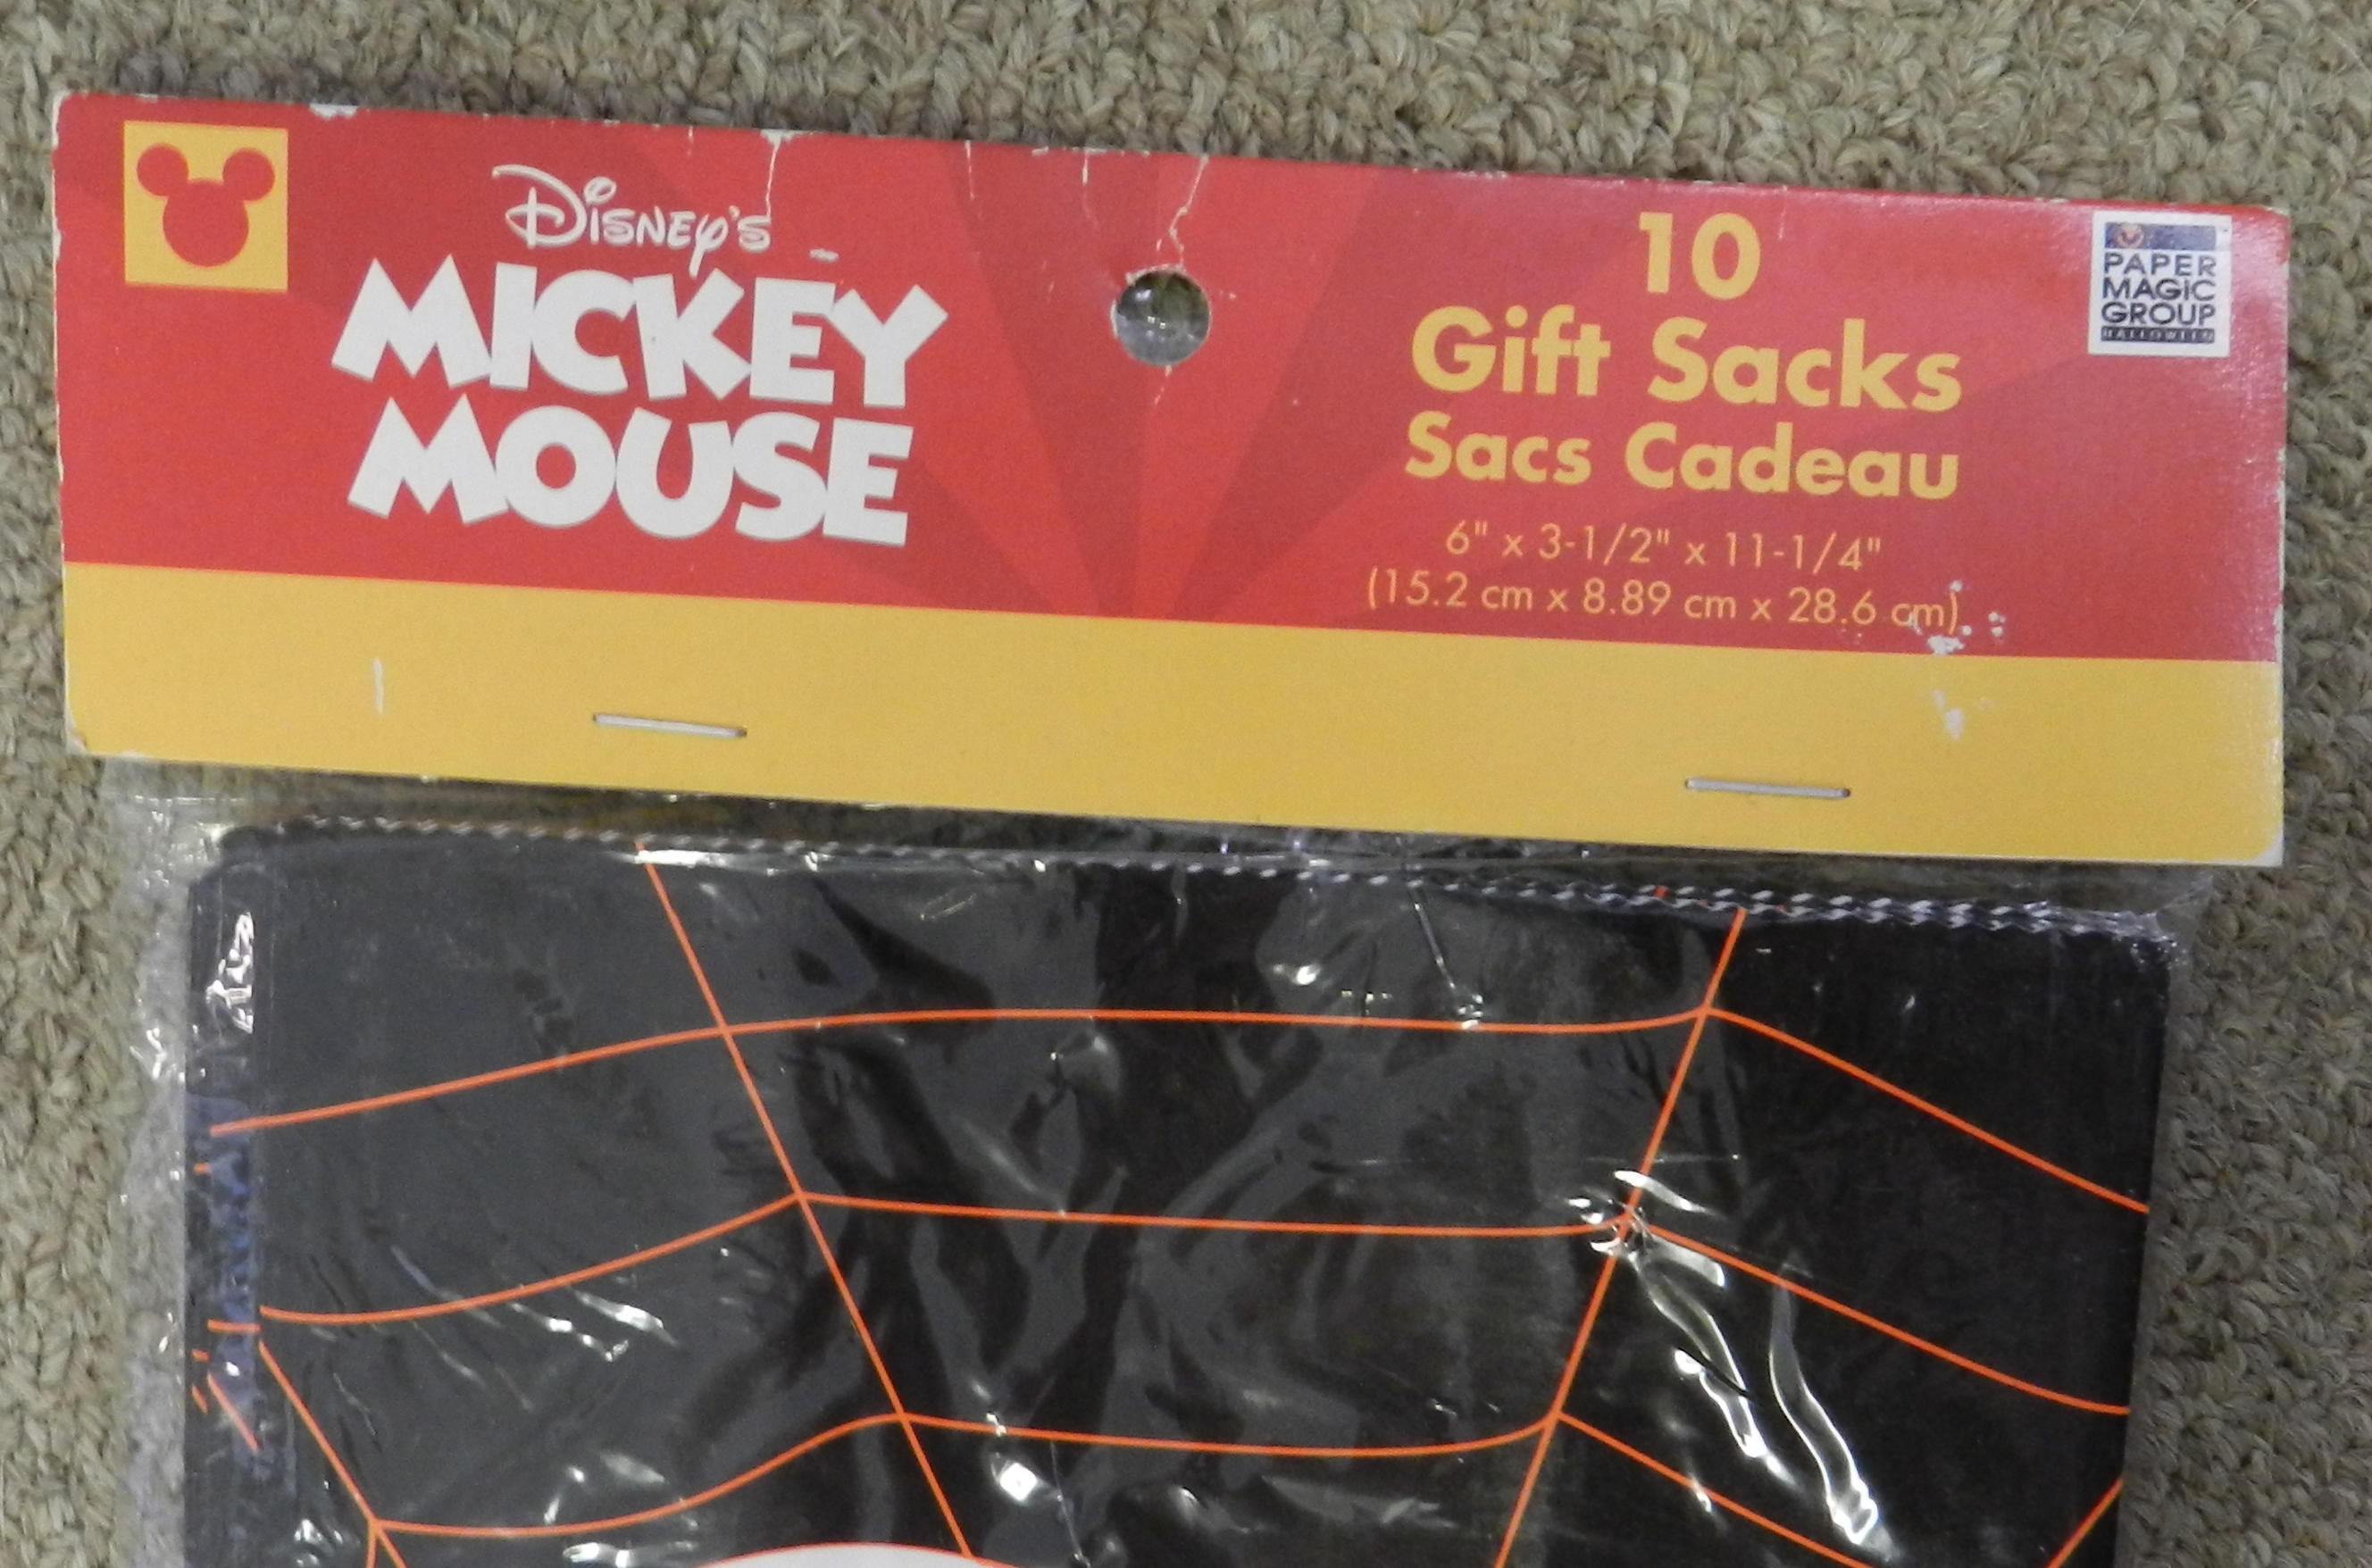 Disney's
MICKEY
MOUSE
10
Gift Sacks
Sacs Cadeau
6" x 3-1/2" x 11-1/4"
(15.2 cm x 8.89 cm x 28.6 cm)
PAPER
MAGIC
GROUP
HALLOWEEN